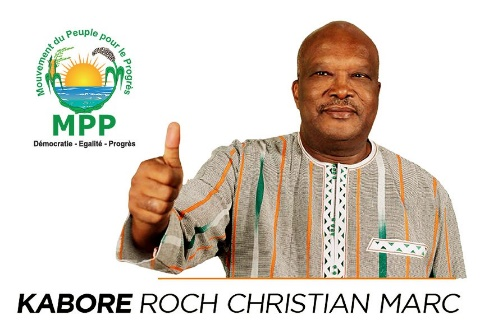 Mouvement du Peuple pour le Progrès
MPP
Démocratie - Egalité - Progrès
KABORE ROCH CHRISTIAN MARC